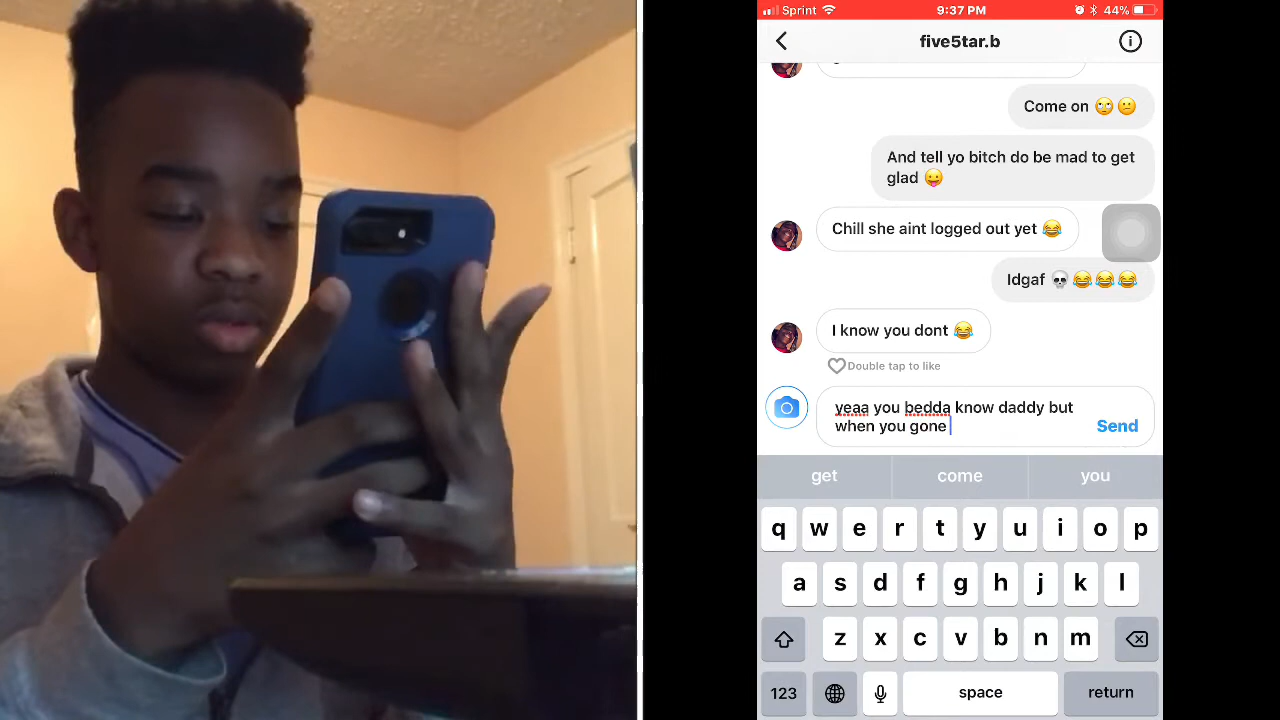 Sprint 9:37 PM 44%
five5tar.b
Come on 🙄😕
And tell yo bitch do be mad to get
glad 😛
Chill she aint logged out yet 😂
Idgaf 💀😂😂😂
I know you dont 😂
Double tap to like
yeaa you bedda know daddy but
when you gone
Send
get come you
q w e r t y u i o p
a s d f g h j k l
z x c v b n m
123 space return